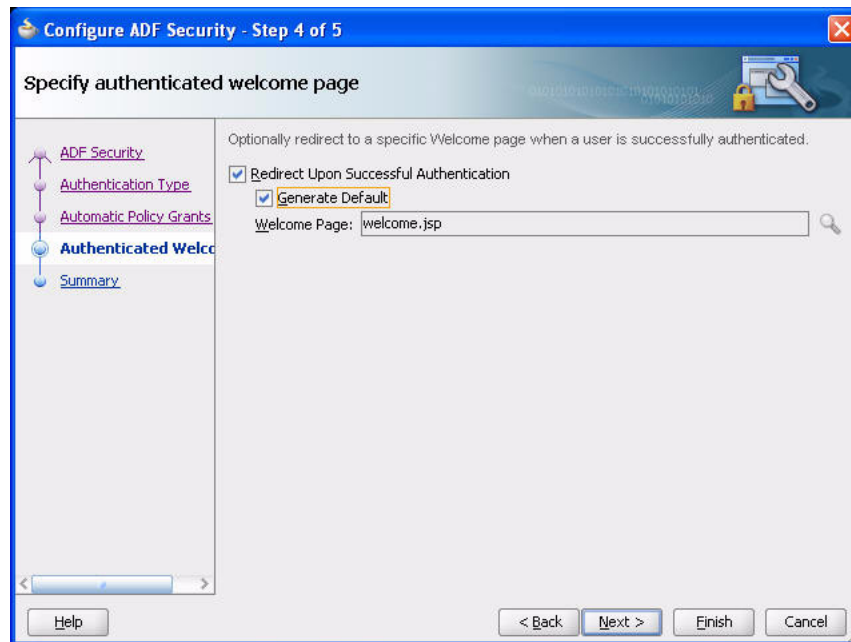 Configure ADF Security - Step 4 of 5
Specify authenticated welcome page
ADF Security
Authentication Type
Automatic Policy Grants
Authenticated Welc
Summary
Optionally redirect to a specific Welcome page when a user is successfully authenticated.
Redirect Upon Successful Authentication
Generate Default
Welcome Page: welcome.jsp
Help
< Back
Next >
Finish
Cancel